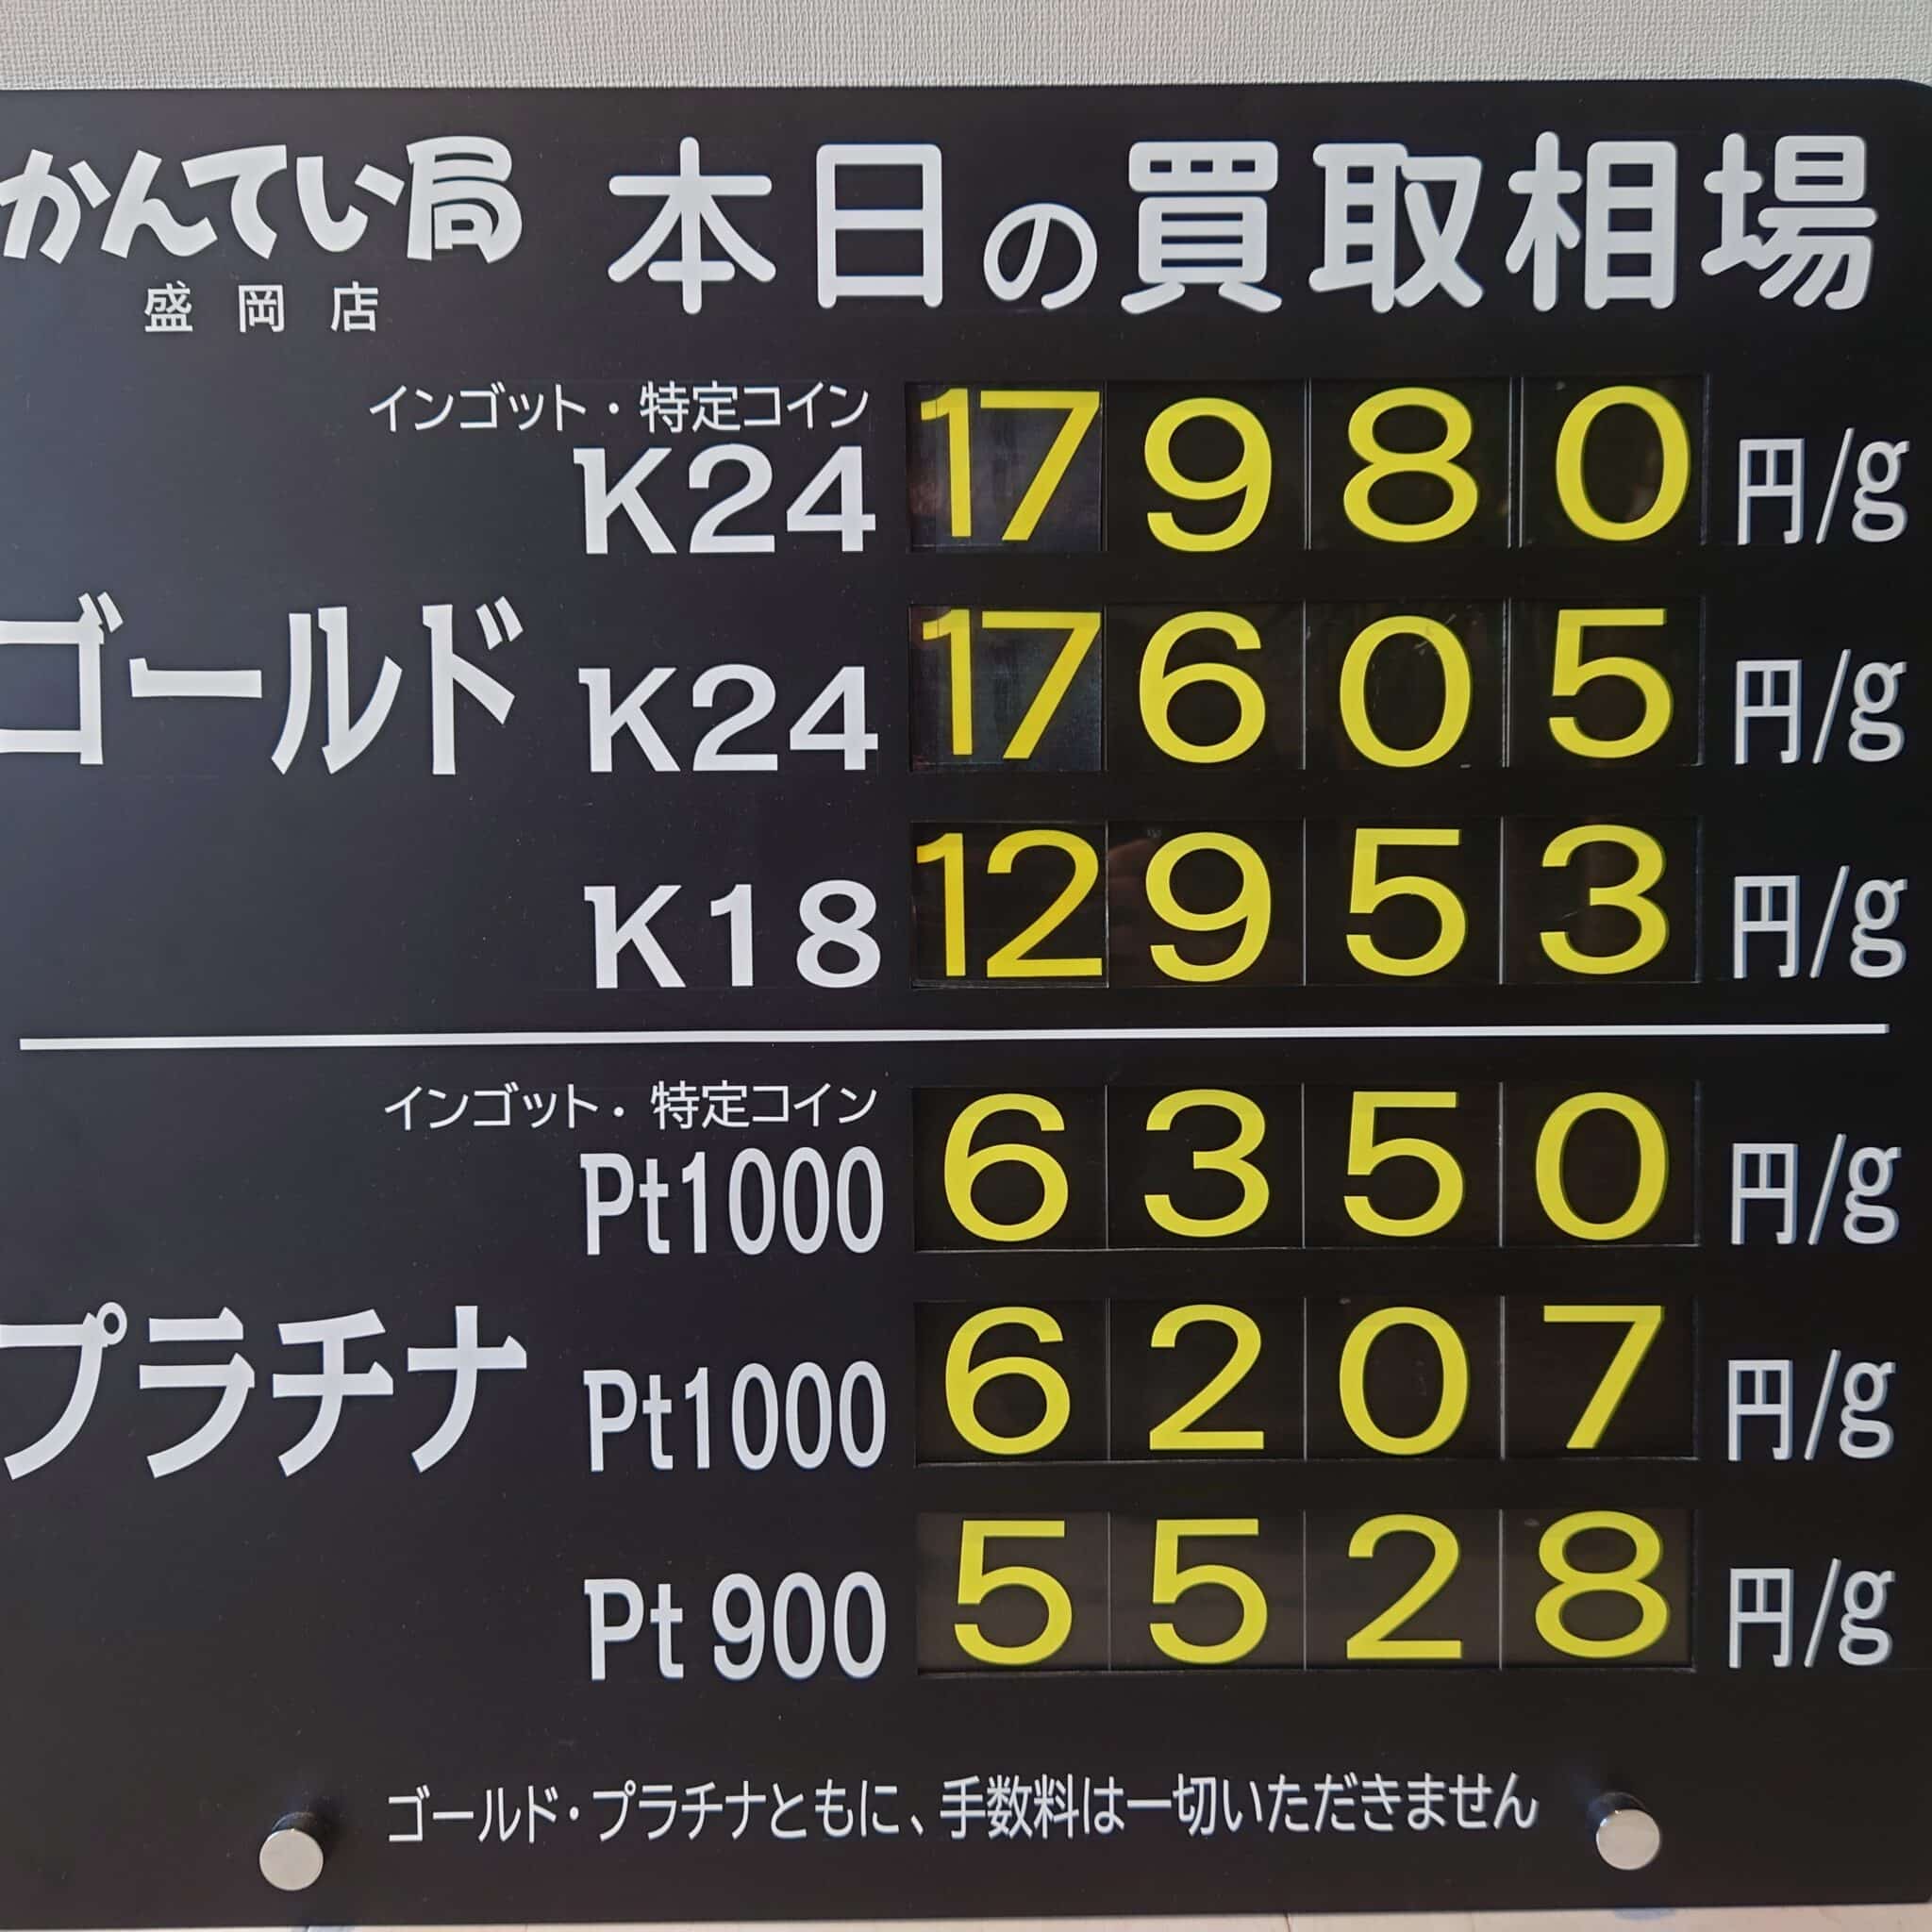 かんてい局 本日の買取相場
盛岡店
インゴット・特定コイン
K24 17980 円/g
ゴールド K24 17605 円/g
K18 12953 円/g
インゴット・特定コイン
Pt1000 6350 円/g
プラチナ Pt1000 6207 円/g
Pt900 5528 円/g
ゴールド・プラチナともに、手数料は一切いただきません